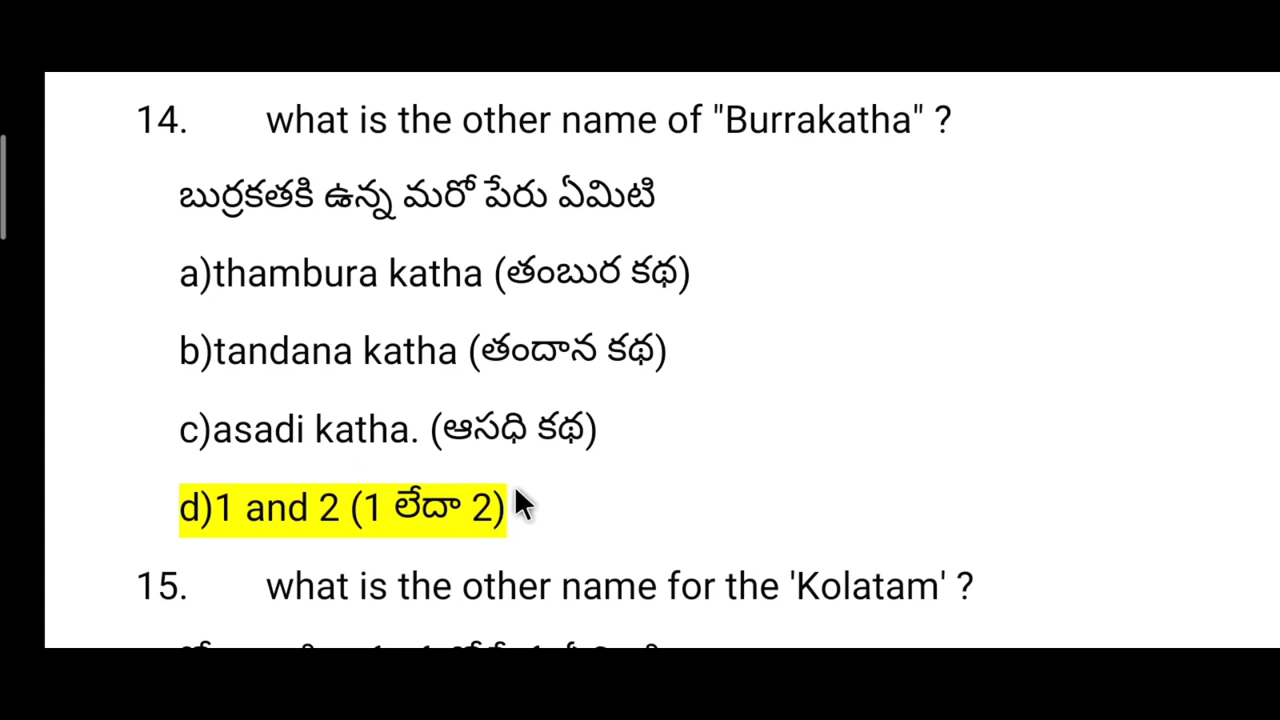 14. what is the other name of "Burrakatha" ?
బుర్రకతకి ఉన్న మరో పేరు ఏమిటి
a)thambura katha (తంబుర కథ)
b)tandana katha (తందాన కథ)
c)asadi katha. (ఆసధి కథ)
d)1 and 2 (1 లేదా 2)
15. what is the other name for the 'Kolatam' ?